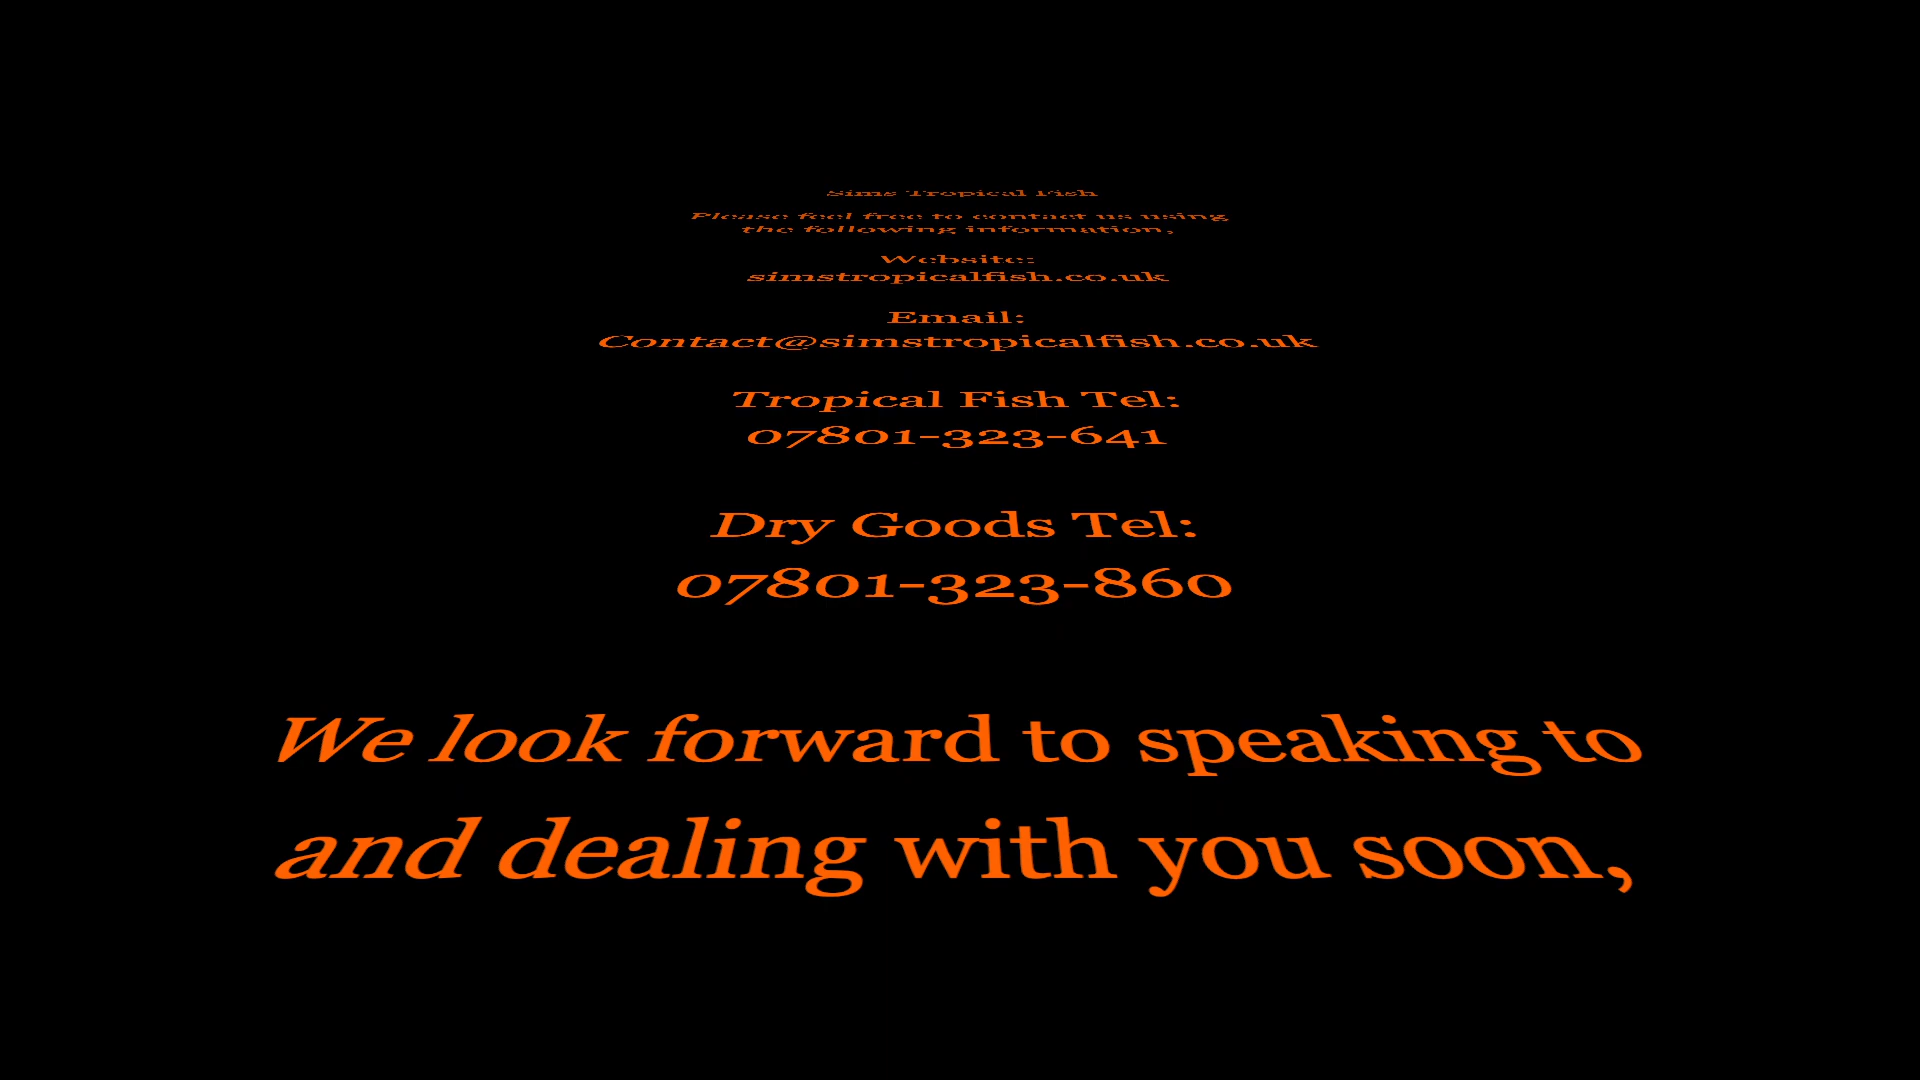 Sims Tropical Fish
Please feel free to contact us using
the following information,
Website:
simstropicalfish.co.uk
Email:
Contact@simstropicalfish.co.uk
Tropical Fish Tel:
07801-323-641
Dry Goods Tel:
07801-323-860
We look forward to speaking to
and dealing with you soon,